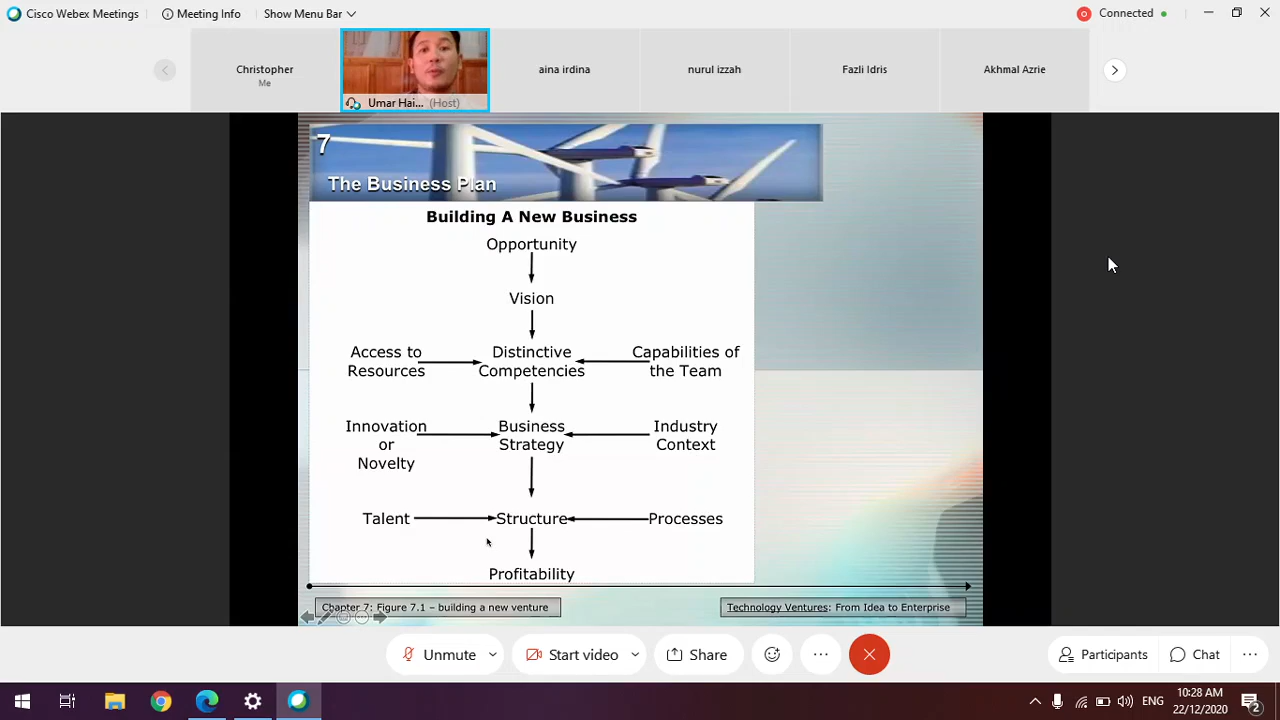 Cisco Webex Meetings
Meeting Info
Show Menu Bar
Connected
Christopher
Me
Umar Hai... (Host)
aina irdina
nurul izzah
Fazli Idris
Akhmal Azrie
7
The Business Plan
Building A New Business
Opportunity
Vision
Access to
Resources
Distinctive
Competencies
Capabilities of
the Team
Innovation
or
Novelty
Business
Strategy
Industry
Context
Talent
Structure
Processes
Profitability
Chapter 7: Figure 7.1 – building a new venture
Technology Ventures: From Idea to Enterprise
Unmute
Start video
Share
Participants
Chat
ENG
10:28 AM
22/12/2020
2